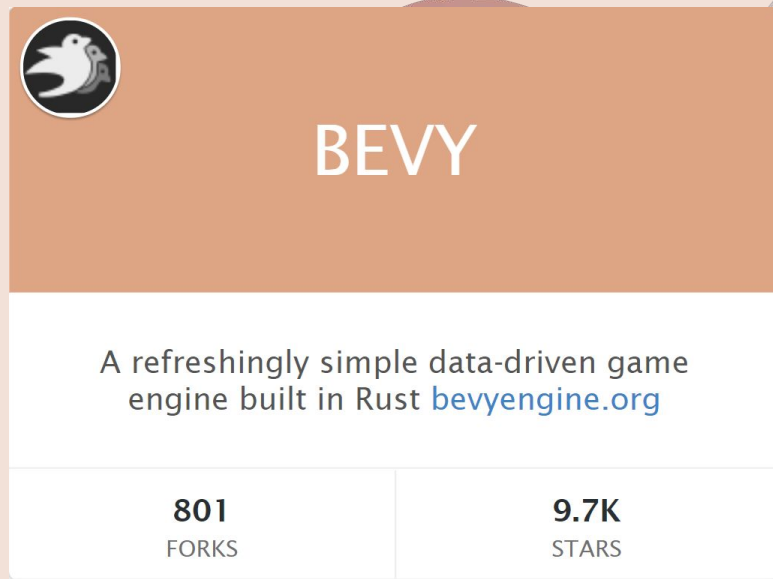 BEVY
A refreshingly simple data-driven game
engine built in Rust bevyengine.org
801
FORKS
9.7K
STARS